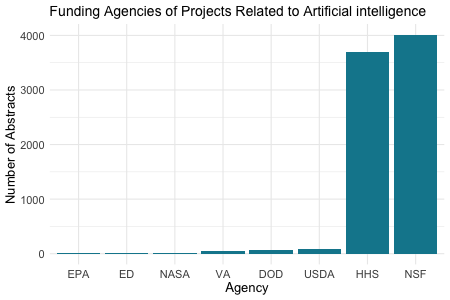 Funding Agencies of Projects Related to Artificial intelligence
Number of Abstracts
4000
3000
2000
1000
0
EPA ED NASA VA DOD USDA HHS NSF
Agency